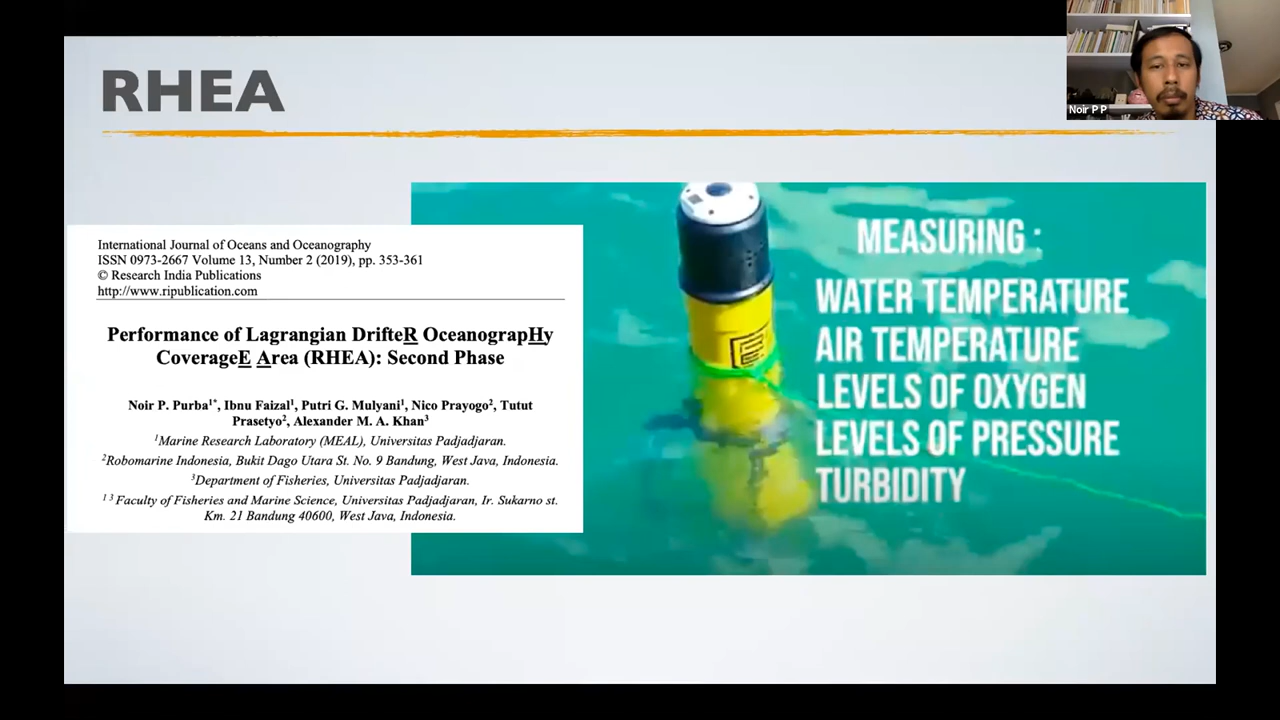 RHEA
Noir P P
International Journal of Oceans and Oceanography
ISSN 0973-2667 Volume 13, Number 2 (2019), pp. 353-361
© Research India Publications
http://www.ripublication.com
Performance of Lagrangian DrifteR OceanograpHy
CoverageE Area (RHEA): Second Phase
Noir P. Purba¹*, Ibnu Faizal¹, Putri G. Mulyani¹, Nico Prayogo², Tutut
Prasetyo², Alexander M. A. Khan³
¹Marine Research Laboratory (MEAL), Universitas Padjadjaran.
²Robomarine Indonesia, Bukit Dago Utara St. No. 9 Bandung, West Java, Indonesia.
³Department of Fisheries, Universitas Padjadjaran.
¹ ³ Faculty of Fisheries and Marine Science, Universitas Padjadjaran, Ir. Sukarno st.
Km. 21 Bandung 40600, West Java, Indonesia.
MEASURING :
WATER TEMPERATURE
AIR TEMPERATURE
LEVELS OF OXYGEN
LEVELS OF PRESSURE
TURBIDITY